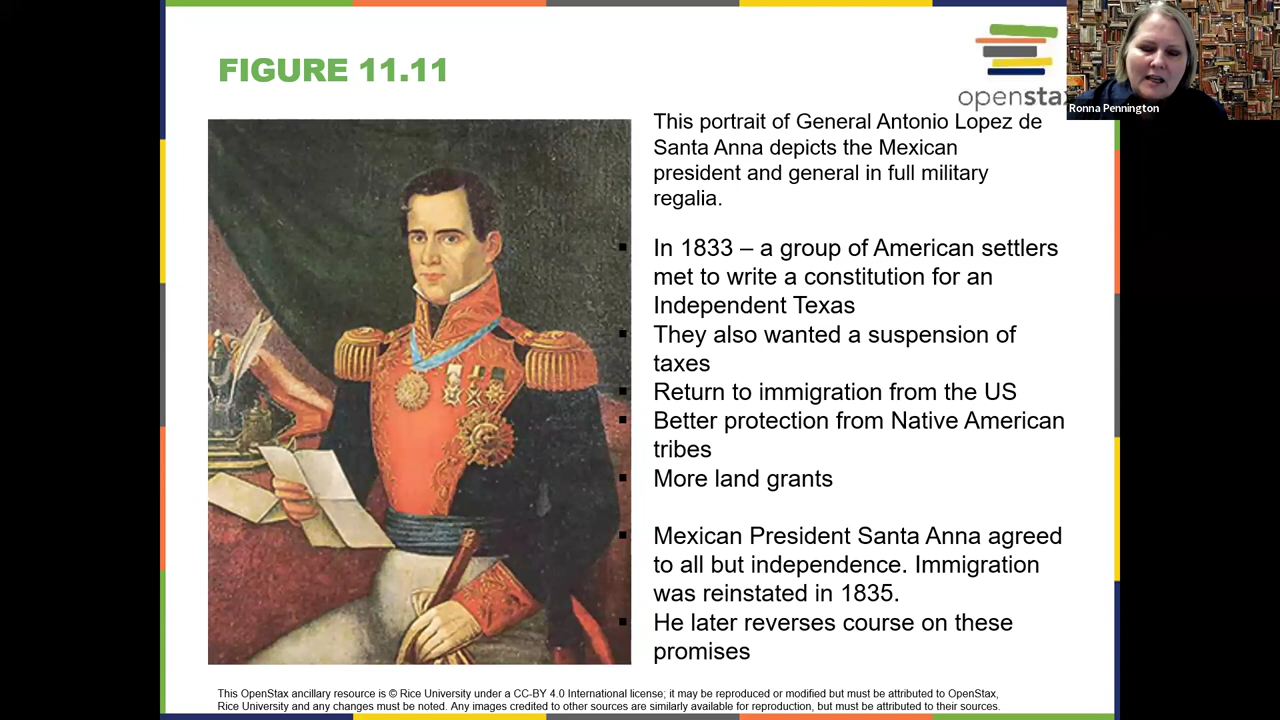 FIGURE 11.11
opensta
Ronna Pennington
This portrait of General Antonio Lopez de
Santa Anna depicts the Mexican
president and general in full military
regalia.
In 1833 – a group of American settlers
met to write a constitution for an
Independent Texas
They also wanted a suspension of
taxes
Return to immigration from the US
Better protection from Native American
tribes
More land grants
Mexican President Santa Anna agreed
to all but independence. Immigration
was reinstated in 1835.
He later reverses course on these
promises
This OpenStax ancillary resource is © Rice University under a CC-BY 4.0 International license; it may be reproduced or modified but must be attributed to OpenStax,
Rice University and any changes must be noted. Any images credited to other sources are similarly available for reproduction, but must be attributed to their sources.